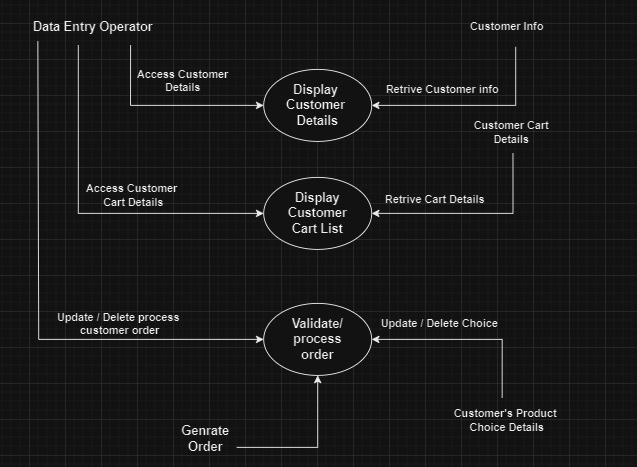 Data Entry Operator
Customer Info
Access Customer
Details
Display
Customer
Details
Retrive Customer info
Customer Cart
Details
Access Customer
Cart Details
Display
Customer
Cart List
Retrive Cart Details
Update / Delete process
customer order
Validate/
process
order
Update / Delete Choice
Customer's Product
Choice Details
Genrate
Order